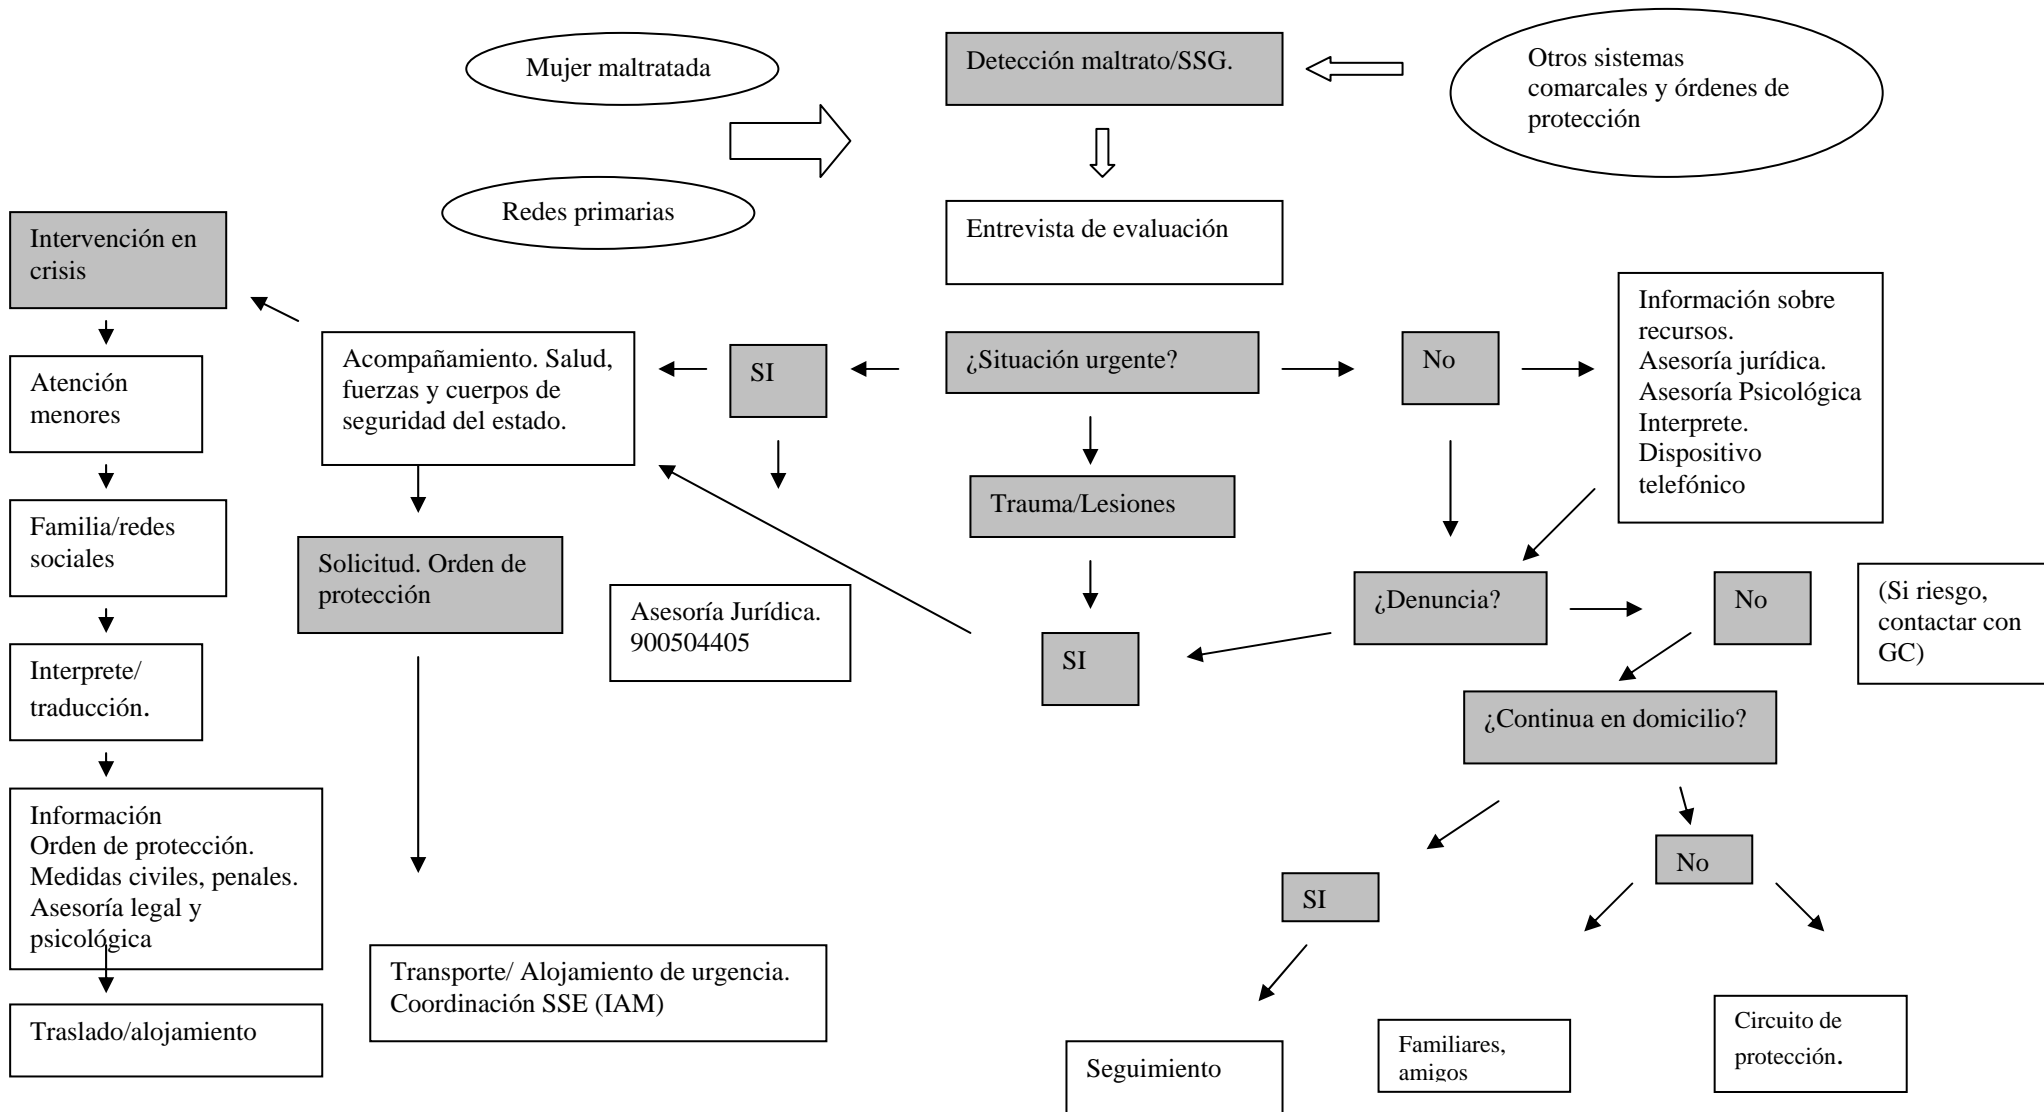 Mujer maltratada
Detección maltrato/SSG.
Otros sistemas
comarcales y órdenes de
protección
Redes primarias
Entrevista de evaluación
Intervención en
crisis
Información sobre
recursos.
Asesoría jurídica.
Asesoría Psicológica
Interprete.
Dispositivo
telefónico
Acompañamiento. Salud,
fuerzas y cuerpos de
seguridad del estado.
SI
¿Situación urgente?
No
Atención
menores
Trauma/Lesiones
Familia/redes
sociales
Solicitud. Orden de
protección
Asesoría Jurídica.
900504405
SI
¿Denuncia?
No
(Si riesgo,
contactar con
GC)
Interprete/
traducción.
¿Continua en domicilio?
Información
Orden de protección.
Medidas civiles, penales.
Asesoría legal y
psicológica
SI
No
Transporte/ Alojamiento de urgencia.
Coordinación SSE (IAM)
Traslado/alojamiento
Seguimiento
Familiares,
amigos
Circuito de
protección.